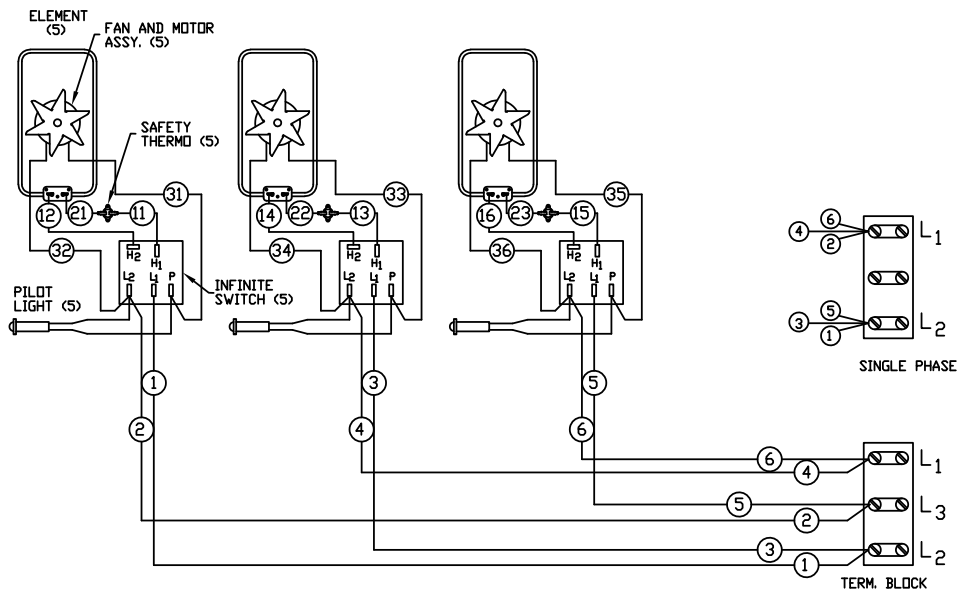 ELEMENT
(5)
FAN AND MOTOR
ASSY. (5)
SAFETY
THERMO (5)
31
33
35
12
21
11
14
22
13
16
23
15
32
34
36
H2
H1
H2
H1
H2
H1
L2
L1
P
L2
L1
P
L2
L1
P
INFINITE
SWITCH (5)
PILOT
LIGHT (5)
6
4
2
L1
5
3
1
L2
SINGLE PHASE
1
3
5
2
4
6
6
4
L1
5
2
L3
3
1
L2
TERM. BLOCK